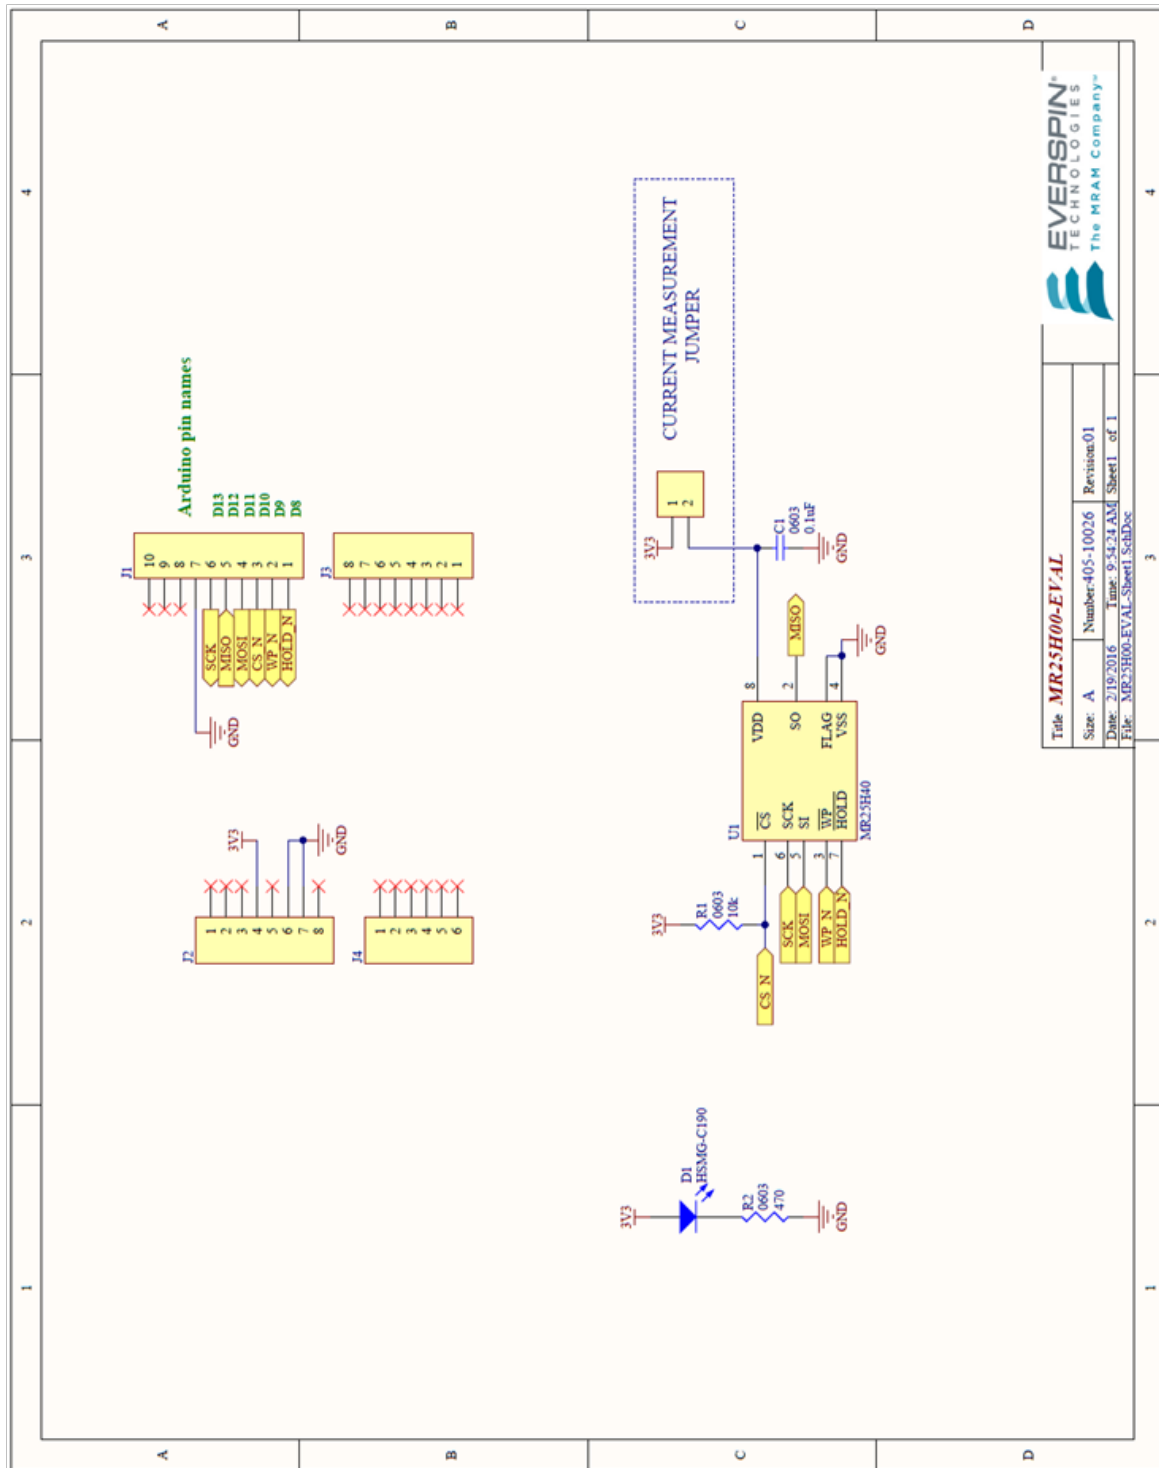 1
2
3
4
A
B
C
D
J2
1
2
3
4
5
6
7
8
3V3
GND
J4
1
2
3
4
5
6
J1
10
9
8
7
6
5
4
3
2
1
SCK
MISO
MOSI
CS_N
WP_N
HOLD_N
GND
Arduino pin names
D13
D12
D11
D10
D9
D8
J3
8
7
6
5
4
3
2
1
3V3
D1
HSMG-C190
R2
0603
470
GND
3V3
R1
0603
10k
CS_N
SCK
MOSI
WP_N
HOLD_N
U1
1
6
5
3
7
CS
SCK
SI
WP
HOLD
VDD
SO
FLAG
VSS
8
2
4
MR25H40
MISO
GND
3V3
1
2
CURRENT MEASUREMENT
JUMPER
C1
0603
0.1uF
GND
Title MR25H00-EVAL
Size: A Number:405-10026 Revision:01
Date: 2/19/2016 Time: 9:54:24 AM Sheet1 of 1
File: MR25H00-EVAL-Sheet1.SchDoc
EVERSPIN®
TECHNOLOGIES
The MRAM Company™
A
B
C
D
1
2
3
4